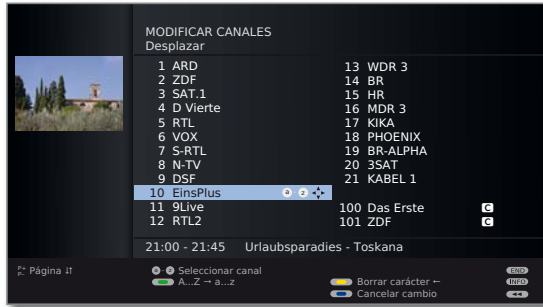 MODIFICAR CANALES
Desplazar
1 ARD
2 ZDF
3 SAT.1
4 D Vierte
5 RTL
6 VOX
7 S-RTL
8 N-TV
9 DSF
10 EinsPlus a z
11 9Live
12 RTL2
13 WDR 3
14 BR
15 HR
16 MDR 3
17 KIKA
18 PHOENIX
19 BR-ALPHA
20 3SAT
21 KABEL 1
100 Das Erste C
101 ZDF C
21:00 - 21:45 Urlaubsparadies - Toskana
P+ P- Página ↓↑
0-9 Seleccionar canal
A...Z → a...z
Borrar carácter ←
Cancelar cambio
END
INFO
◄◄